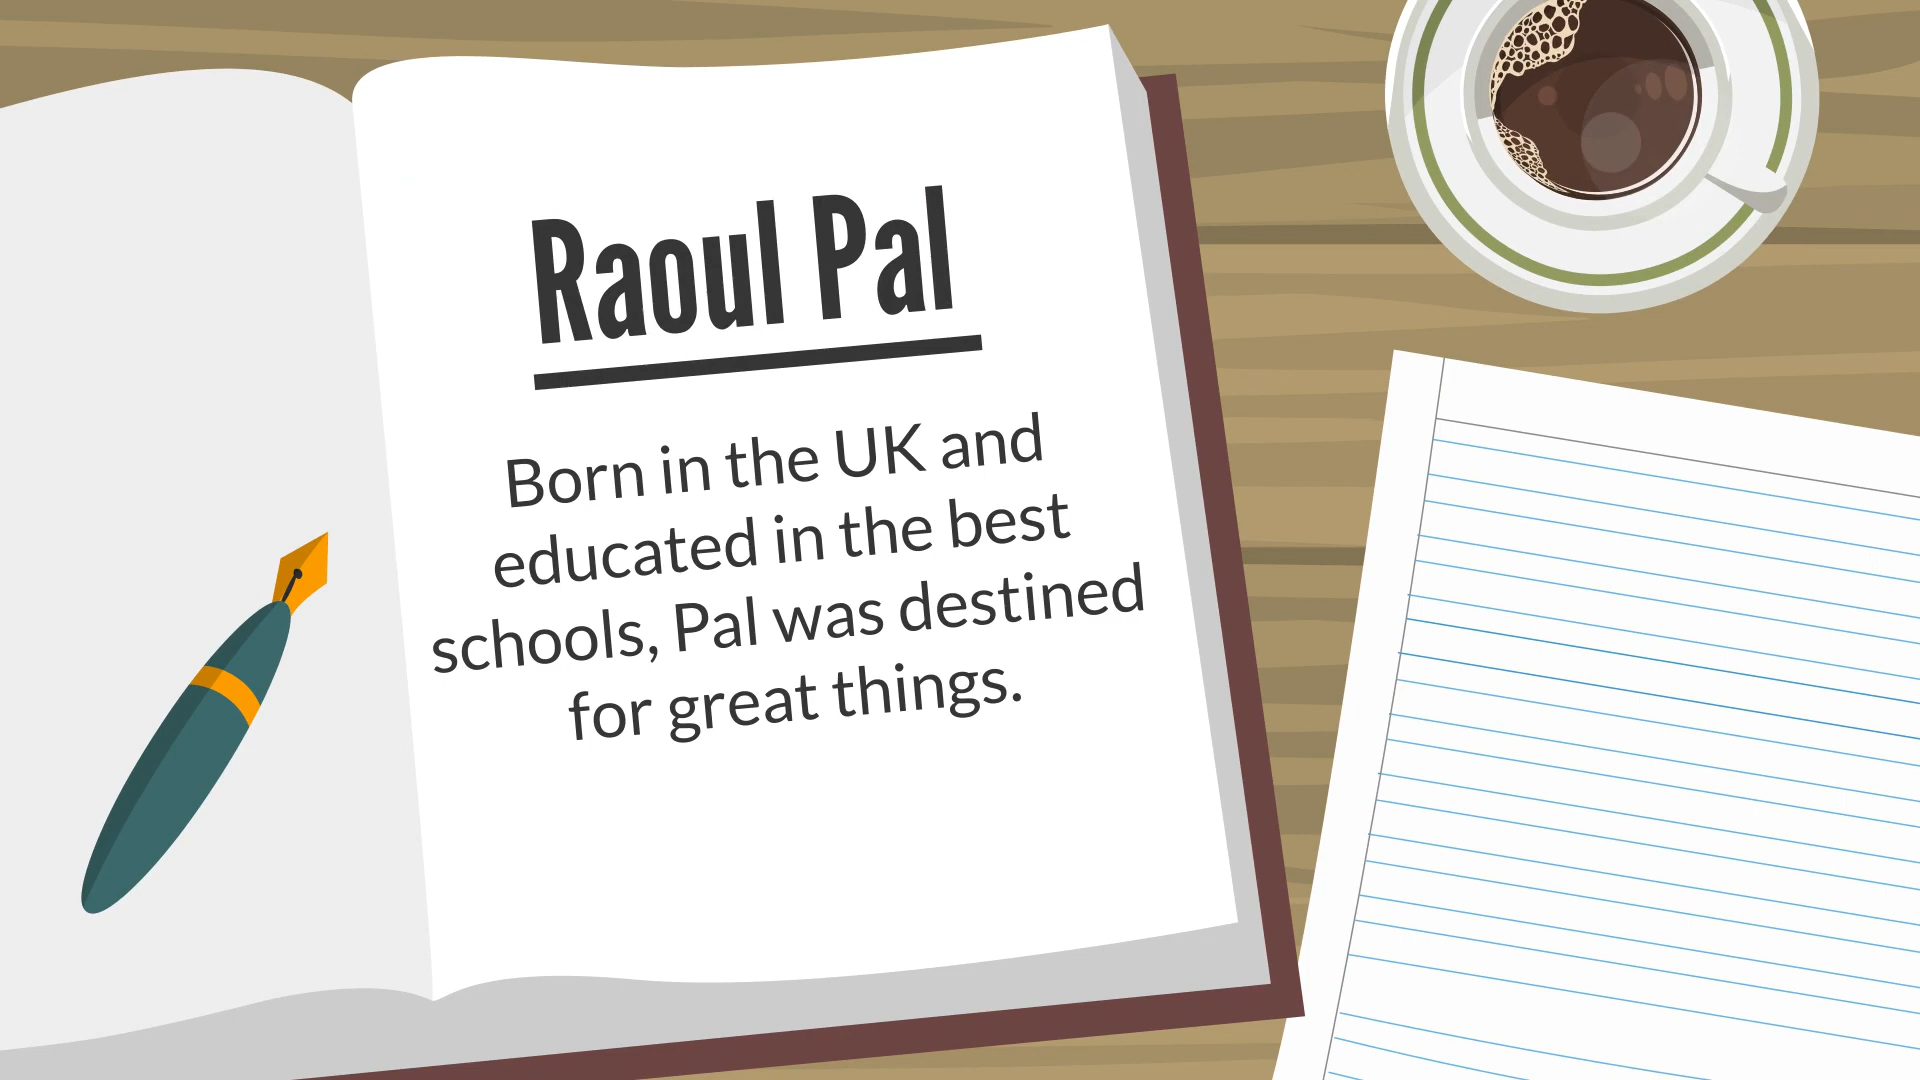 Raoul Pal
Born in the UK and
educated in the best
schools, Pal was destined
for great things.